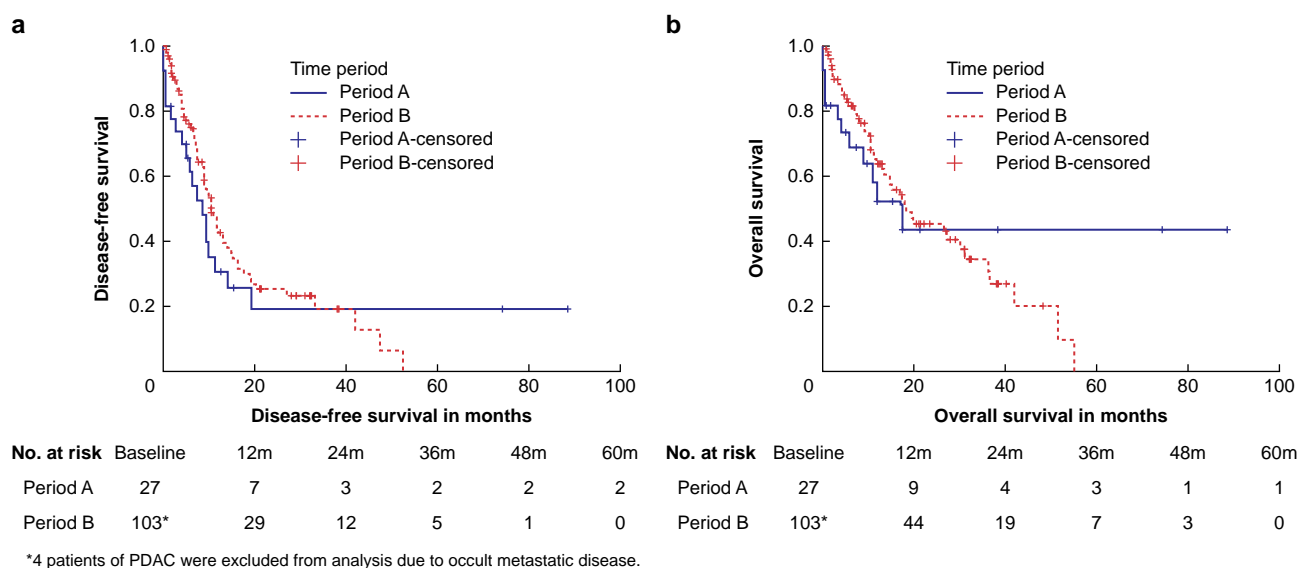 a
1.0
0.8
0.6
0.4
0.2
0
20
40
60
80
100
Disease-free survival
Disease-free survival in months
Time period
Period A
Period B
Period A-censored
Period B-censored
No. at risk Baseline 12m 24m 36m 48m 60m
Period A 27 7 3 2 2 2
Period B 103* 29 12 5 1 0
*4 patients of PDAC were excluded from analysis due to occult metastatic disease.
b
1.0
0.8
0.6
0.4
0.2
0
20
40
60
80
100
Overall survival
Overall survival in months
Time period
Period A
Period B
Period A-censored
Period B-censored
No. at risk Baseline 12m 24m 36m 48m 60m
Period A 27 9 4 3 1 1
Period B 103* 44 19 7 3 0